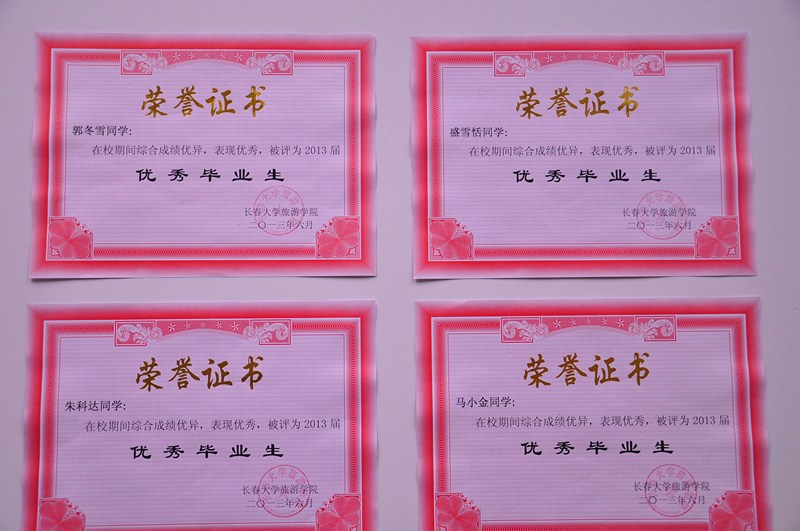 荣誉证书
郭冬雪同学:
在校期间综合成绩优异，表现优秀，被评为 2013 届
优秀毕业生
长春大学旅游学院
二〇一三年六月
荣誉证书
盛雪恬同学:
在校期间综合成绩优异，表现优秀，被评为 2013 届
优秀毕业生
长春大学旅游学院
二〇一三年六月
荣誉证书
朱科达同学:
在校期间综合成绩优异，表现优秀，被评为 2013 届
优秀毕业生
长春大学旅游学院
二〇一三年六月
荣誉证书
马小金同学:
在校期间综合成绩优异，表现优秀，被评为 2013 届
优秀毕业生
长春大学旅游学院
二〇一三年六月